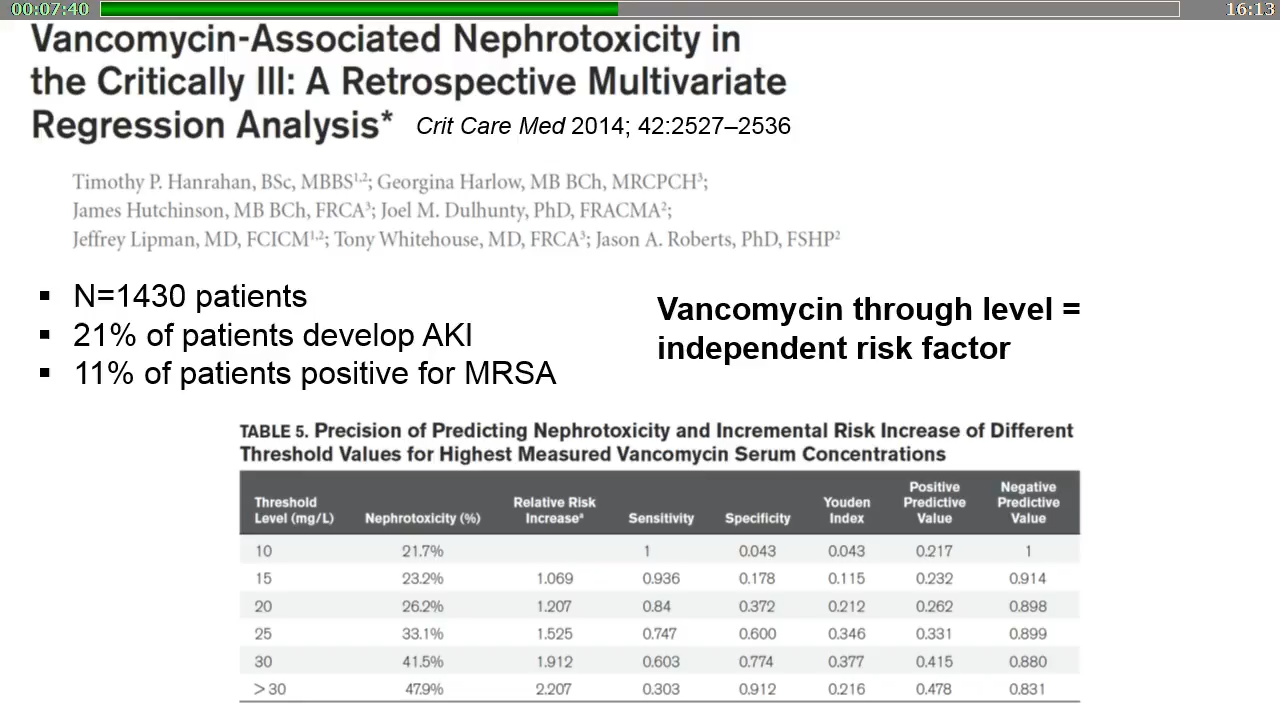 00:07:40 16:13
Vancomycin-Associated Nephrotoxicity in
the Critically Ill: A Retrospective Multivariate
Regression Analysis* Crit Care Med 2014; 42:2527–2536
Timothy P. Hanrahan, BSc, MBBS1,2; Georgina Harlow, MB BCh, MRCPCH3;
James Hutchinson, MB BCh, FRCA3; Joel M. Dulhunty, PhD, FRACMA2;
Jeffrey Lipman, MD, FCICM1,2; Tony Whitehouse, MD, FRCA3; Jason A. Roberts, PhD, FSHP2
▪ N=1430 patients
▪ 21% of patients develop AKI
▪ 11% of patients positive for MRSA
Vancomycin through level =
independent risk factor
TABLE 5. Precision of Predicting Nephrotoxicity and Incremental Risk Increase of Different
Threshold Values for Highest Measured Vancomycin Serum Concentrations
Threshold Level (mg/L) Nephrotoxicity (%) Relative Risk Increaseª Sensitivity Specificity Youden Index Positive Predictive Value Negative Predictive Value
10 21.7% 1 0.043 0.043 0.217 1
15 23.2% 1.069 0.936 0.178 0.115 0.232 0.914
20 26.2% 1.207 0.84 0.372 0.212 0.262 0.898
25 33.1% 1.525 0.747 0.600 0.346 0.331 0.899
30 41.5% 1.912 0.603 0.774 0.377 0.415 0.880
> 30 47.9% 2.207 0.303 0.912 0.216 0.478 0.831